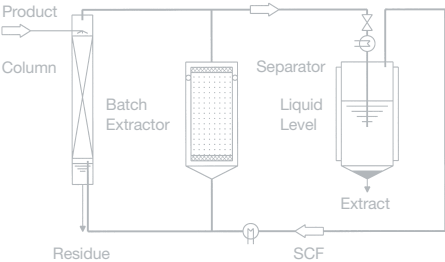 Product
Column
Batch
Extractor
Separator
Liquid
Level
Extract
Residue
SCF